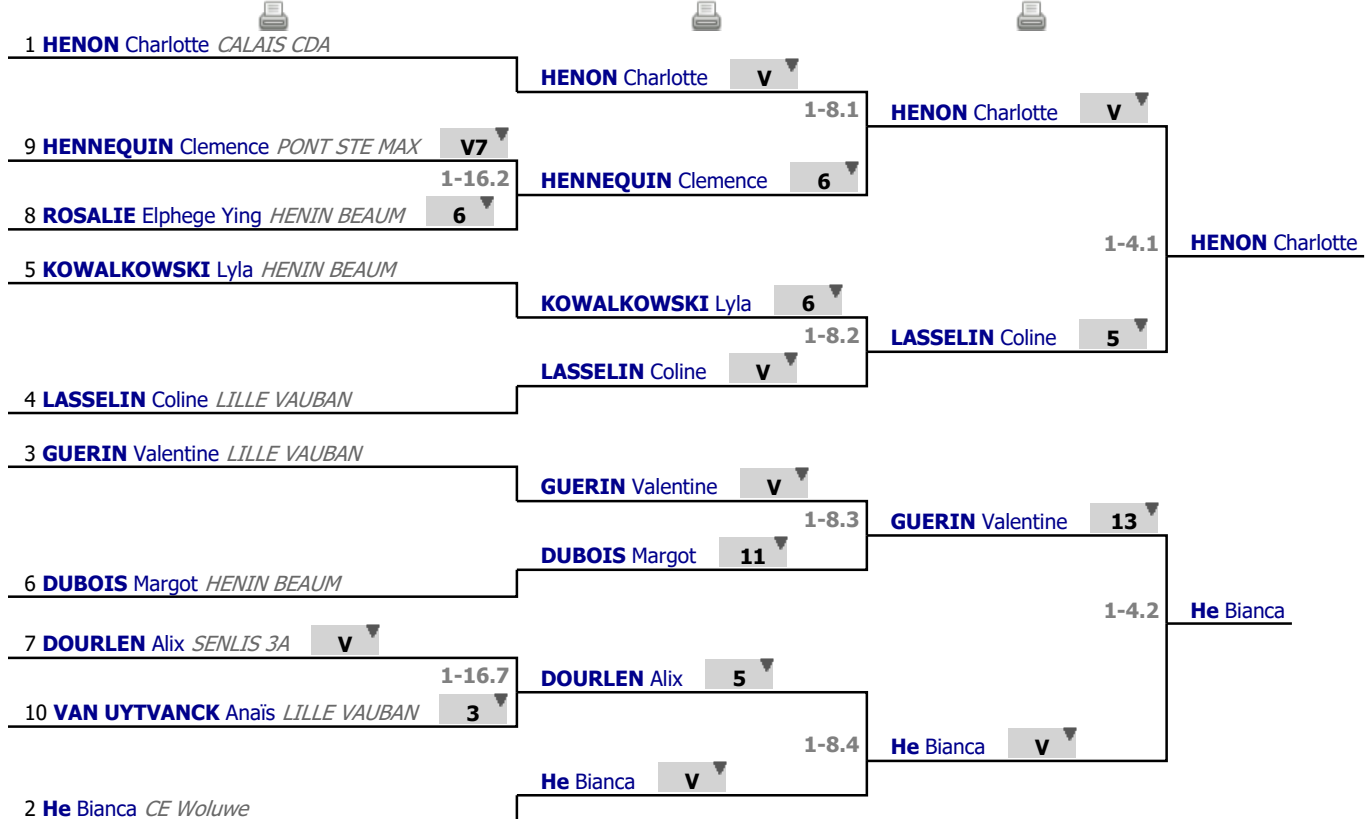 1 HENON Charlotte CALAIS CDA
HENON Charlotte V
1-8.1
HENON Charlotte V
9 HENNEQUIN Clemence PONT STE MAX V7
1-16.2
HENNEQUIN Clemence 6
8 ROSALIE Elphege Ying HENIN BEAUM 6
1-4.1
HENON Charlotte
5 KOWALKOWSKI Lyla HENIN BEAUM
KOWALKOWSKI Lyla 6
1-8.2
LASSELIN Coline 5
LASSELIN Coline V
4 LASSELIN Coline LILLE VAUBAN
3 GUERIN Valentine LILLE VAUBAN
GUERIN Valentine V
1-8.3
GUERIN Valentine 13
DUBOIS Margot 11
6 DUBOIS Margot HENIN BEAUM
1-4.2
He Bianca
7 DOURLEN Alix SENLIS 3A V
1-16.7
DOURLEN Alix 5
10 VAN UYTVANCK Anaïs LILLE VAUBAN 3
1-8.4
He Bianca V
He Bianca V
2 He Bianca CE Woluwe